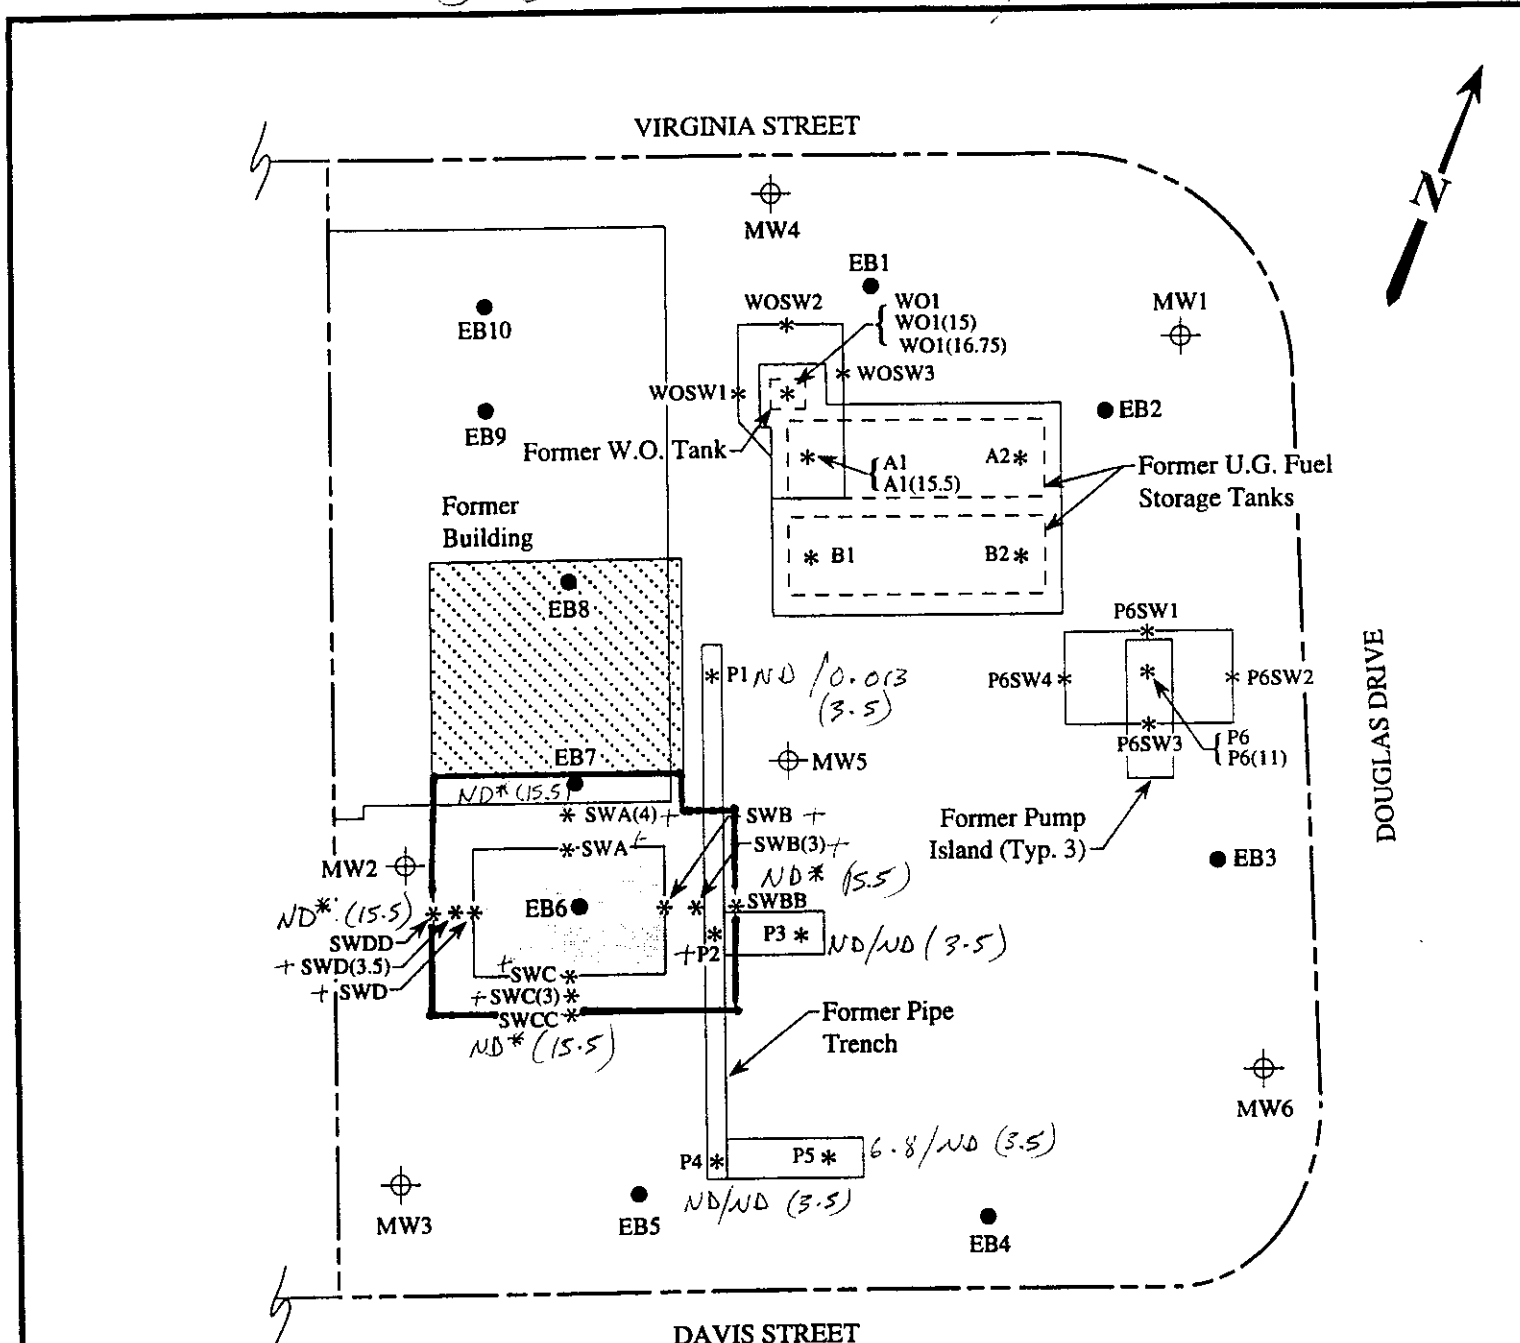 VIRGINIA STREET
N
MW4
EB1
WOSW2
WO1
WO1(15)
WO1(16.75)
MW1
EB10
WOSW3
WOSW1
EB2
EB9
Former W.O. Tank
A1
A1(15.5)
A2
Former U.G. Fuel
Storage Tanks
Former
Building
B1
B2
EB8
P6SW1
P1 ND / 0.013
(3.5)
P6SW4
P6SW2
P6SW3
P6
P6(11)
DOUGLAS DRIVE
EB7
MW5
ND* (15.5)
SWA(4) +
SWB +
Former Pump
Island (Typ. 3)
SWA +
SWB(3) +
EB3
MW2
ND* (15.5)
ND* (15.5)
EB6
SWBB
SWDD
P3
ND/ND (3.5)
+ P2
+ SWD(3.5)
+ SWD
+ SWC
+ SWC(3)
SWCC
ND* (15.5)
Former Pipe
Trench
MW6
P4
P5
6.8/ND (3.5)
ND/ND (3.5)
MW3
EB5
EB4
DAVIS STREET